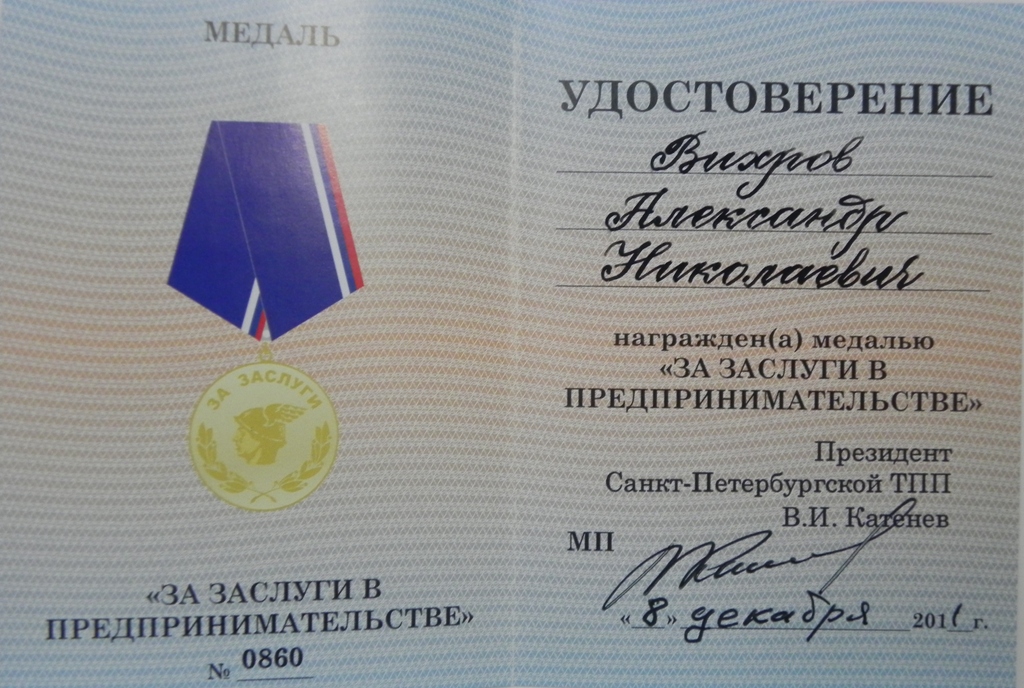 МЕДАЛЬ
ЗА ЗАСЛУГИ
«ЗА ЗАСЛУГИ В
ПРЕДПРИНИМАТЕЛЬСТВЕ»
№ 0860
УДОСТОВЕРЕНИЕ
Вихров
Александр
Николаевич
награжден(а) медалью
«ЗА ЗАСЛУГИ В
ПРЕДПРИНИМАТЕЛЬСТВЕ»
Президент
Санкт-Петербургской ТПП
В.И. Катенев
МП
«8» декабря 2011 г.